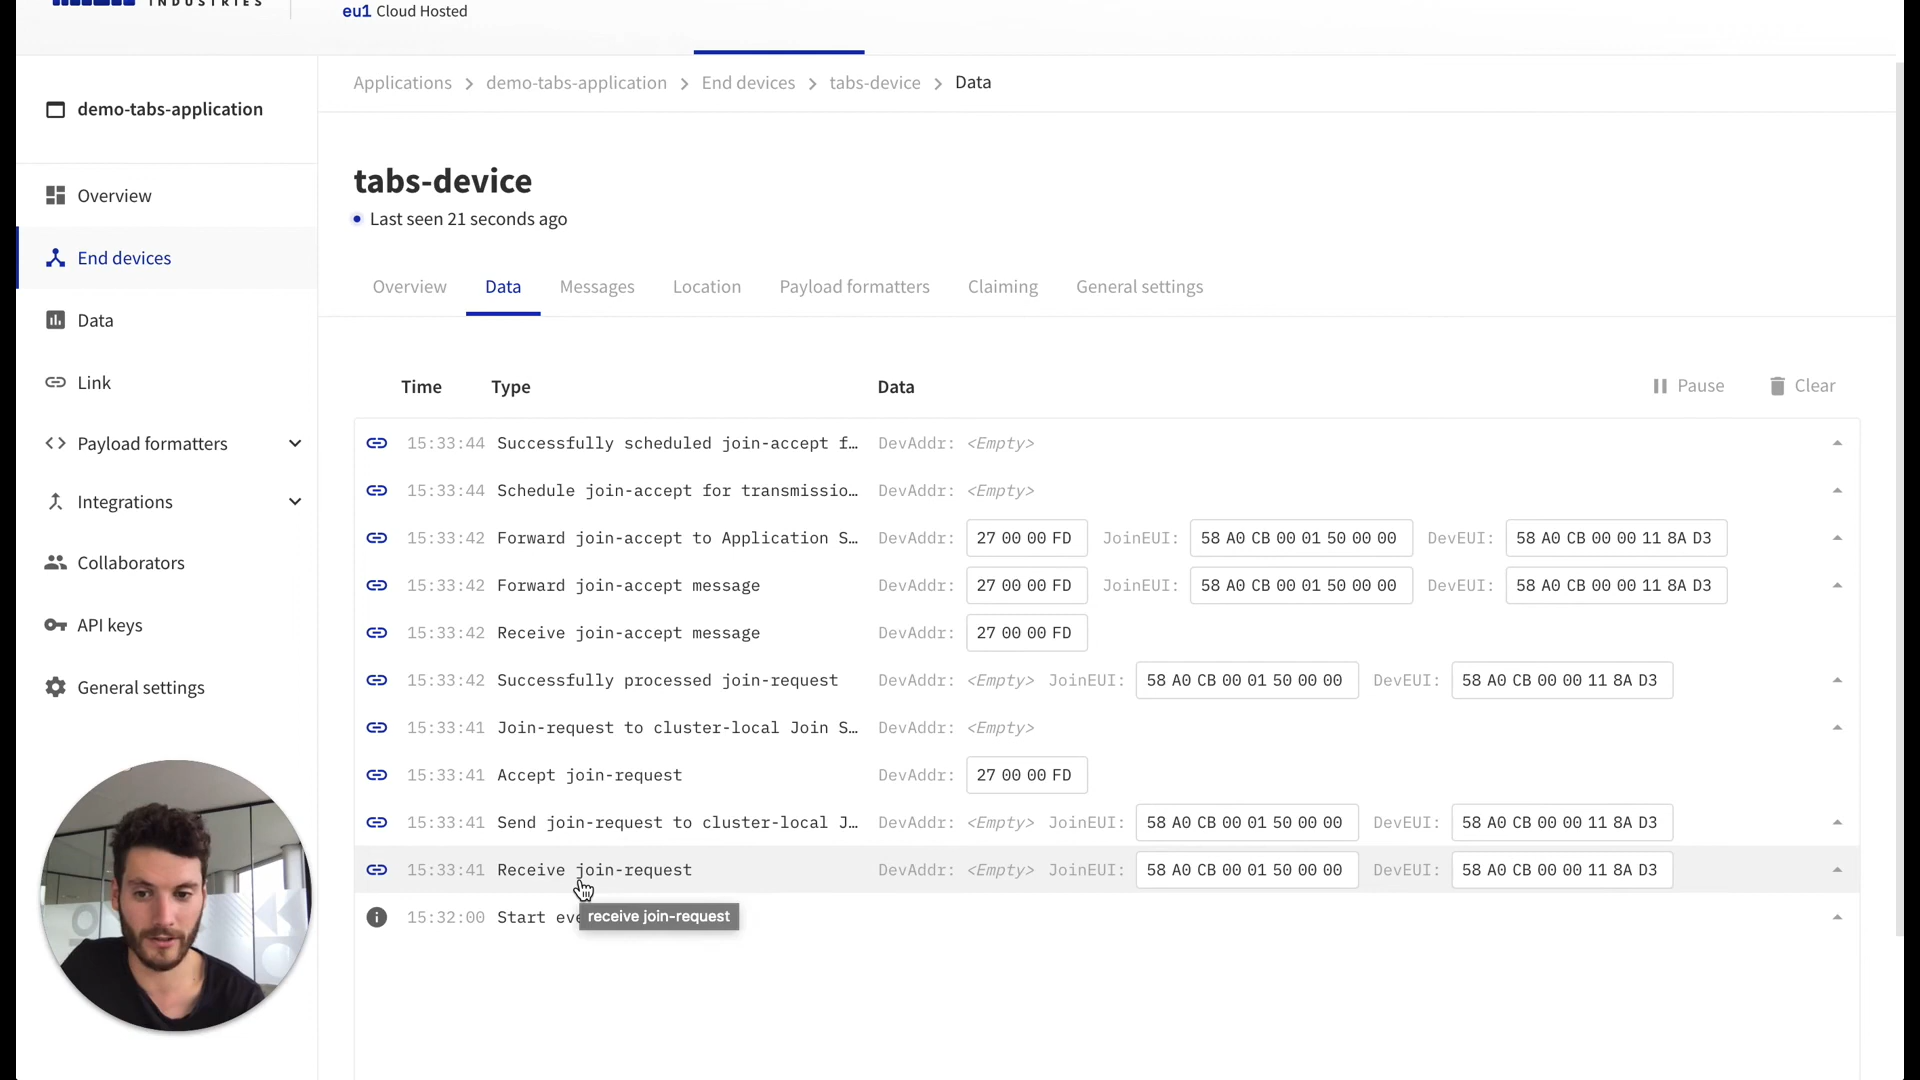 INDUSTRIES
eu1 Cloud Hosted
Applications > demo-tabs-application > End devices > tabs-device > Data
demo-tabs-application
tabs-device
Last seen 21 seconds ago
Overview
End devices
Data
Link
Payload formatters
Integrations
Collaborators
API keys
General settings
Overview Data Messages Location Payload formatters Claiming General settings
Time Type Data Pause Clear
15:33:44 Successfully scheduled join-accept f… DevAddr: <Empty>
15:33:44 Schedule join-accept for transmissio… DevAddr: <Empty>
15:33:42 Forward join-accept to Application S… DevAddr: 27 00 00 FD JoinEUI: 58 A0 CB 00 01 50 00 00 DevEUI: 58 A0 CB 00 00 11 8A D3
15:33:42 Forward join-accept message DevAddr: 27 00 00 FD JoinEUI: 58 A0 CB 00 01 50 00 00 DevEUI: 58 A0 CB 00 00 11 8A D3
15:33:42 Receive join-accept message DevAddr: 27 00 00 FD
15:33:42 Successfully processed join-request DevAddr: <Empty> JoinEUI: 58 A0 CB 00 01 50 00 00 DevEUI: 58 A0 CB 00 00 11 8A D3
15:33:41 Join-request to cluster-local Join S… DevAddr: <Empty>
15:33:41 Accept join-request DevAddr: 27 00 00 FD
15:33:41 Send join-request to cluster-local J… DevAddr: <Empty> JoinEUI: 58 A0 CB 00 01 50 00 00 DevEUI: 58 A0 CB 00 00 11 8A D3
15:33:41 Receive join-request DevAddr: <Empty> JoinEUI: 58 A0 CB 00 01 50 00 00 DevEUI: 58 A0 CB 00 00 11 8A D3
15:32:00 Start eve
receive join-request